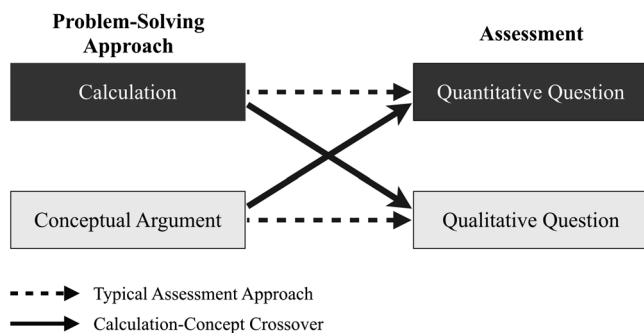 Problem-Solving
Approach
Assessment
Calculation
Quantitative Question
Conceptual Argument
Qualitative Question
Typical Assessment Approach
Calculation-Concept Crossover